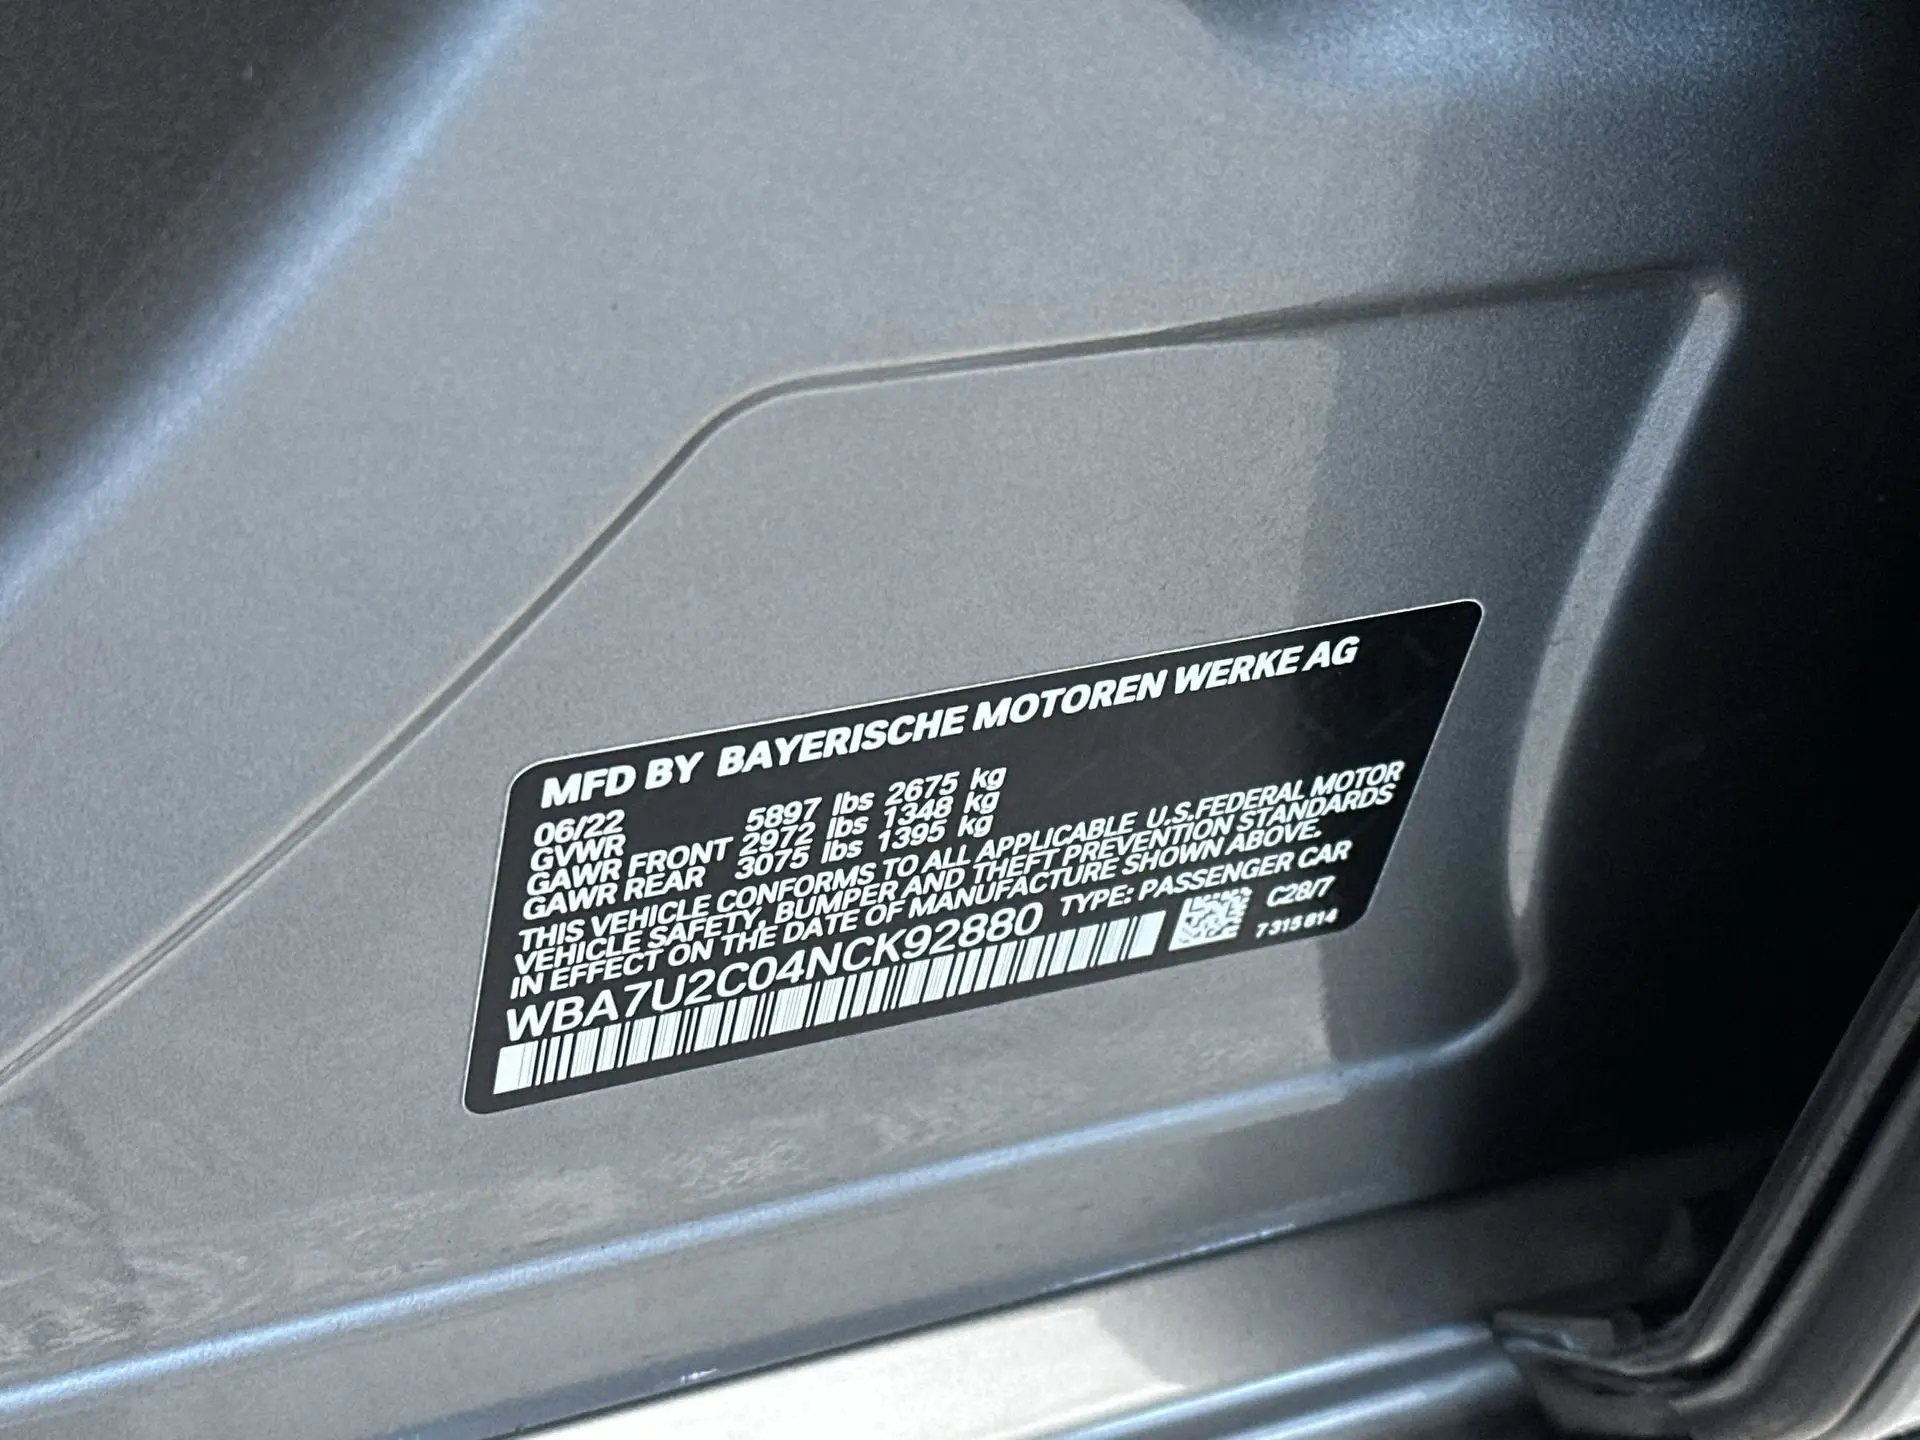 MFD BY BAYERISCHE MOTOREN WERKE AG
06/22
GVWR 5897 lbs 2675 kg
GAWR FRONT 2972 lbs 1348 kg
GAWR REAR 3075 lbs 1395 kg
THIS VEHICLE CONFORMS TO ALL APPLICABLE U.S.FEDERAL MOTOR
VEHICLE SAFETY, BUMPER AND THEFT PREVENTION STANDARDS
IN EFFECT ON THE DATE OF MANUFACTURE SHOWN ABOVE.
WBA7U2C04NCK92880 TYPE: PASSENGER CAR
C28/7
7 315 814